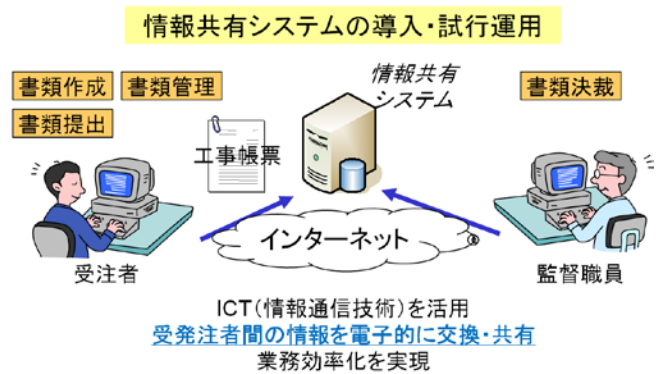 情報共有システムの導入・試行運用
書類作成
書類管理
書類提出
情報共有
システム
書類決裁
工事帳票
インターネット
受注者
監督職員
ICT(情報通信技術)を活用
受発注者間の情報を電子的に交換・共有
業務効率化を実現